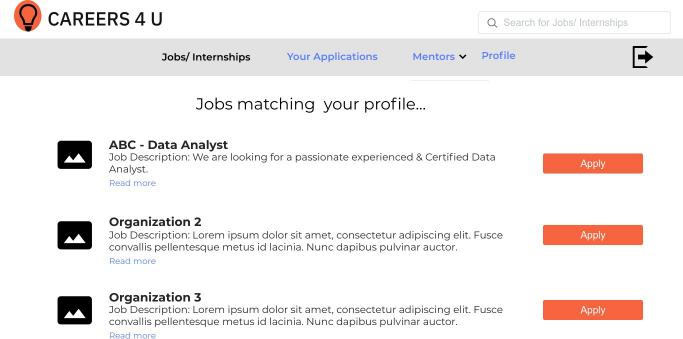 CAREERS 4 U
Search for Jobs/ Internships
Jobs/ Internships Your Applications Mentors Profile
Jobs matching your profile...
ABC - Data Analyst
Job Description: We are looking for a passionate experienced & Certified Data
Analyst.
Read more
Apply
Organization 2
Job Description: Lorem ipsum dolor sit amet, consectetur adipiscing elit. Fusce
convallis pellentesque metus id lacinia. Nunc dapibus pulvinar auctor.
Read more
Apply
Organization 3
Job Description: Lorem ipsum dolor sit amet, consectetur adipiscing elit. Fusce
convallis pellentesque metus id lacinia. Nunc dapibus pulvinar auctor.
Read more
Apply